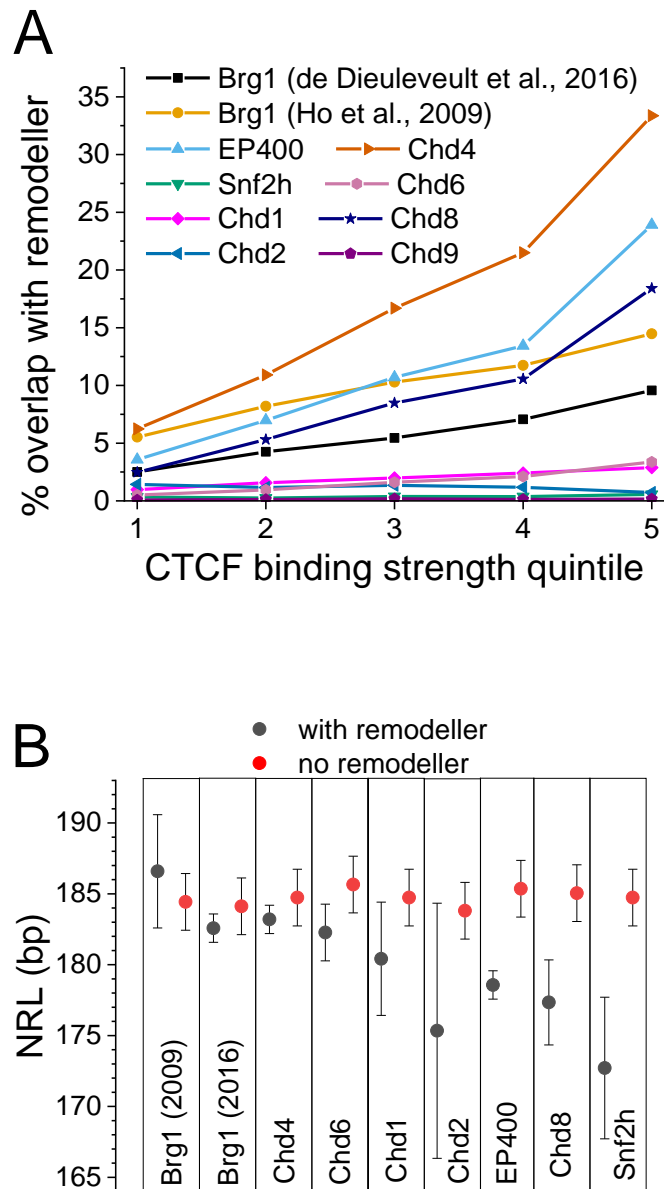 A
Brg1 (de Dieuleveult et al., 2016)
Brg1 (Ho et al., 2009)
EP400 Chd4
Snf2h Chd6
Chd1 Chd8
Chd2 Chd9
% overlap with remodeller
35
30
25
20
15
10
5
0
1 2 3 4 5
CTCF binding strength quintile
B
with remodeller
no remodeller
NRL (bp)
190
185
180
175
170
165
Brg1 (2009)
Brg1 (2016)
Chd4
Chd6
Chd1
Chd2
EP400
Chd8
Snf2h